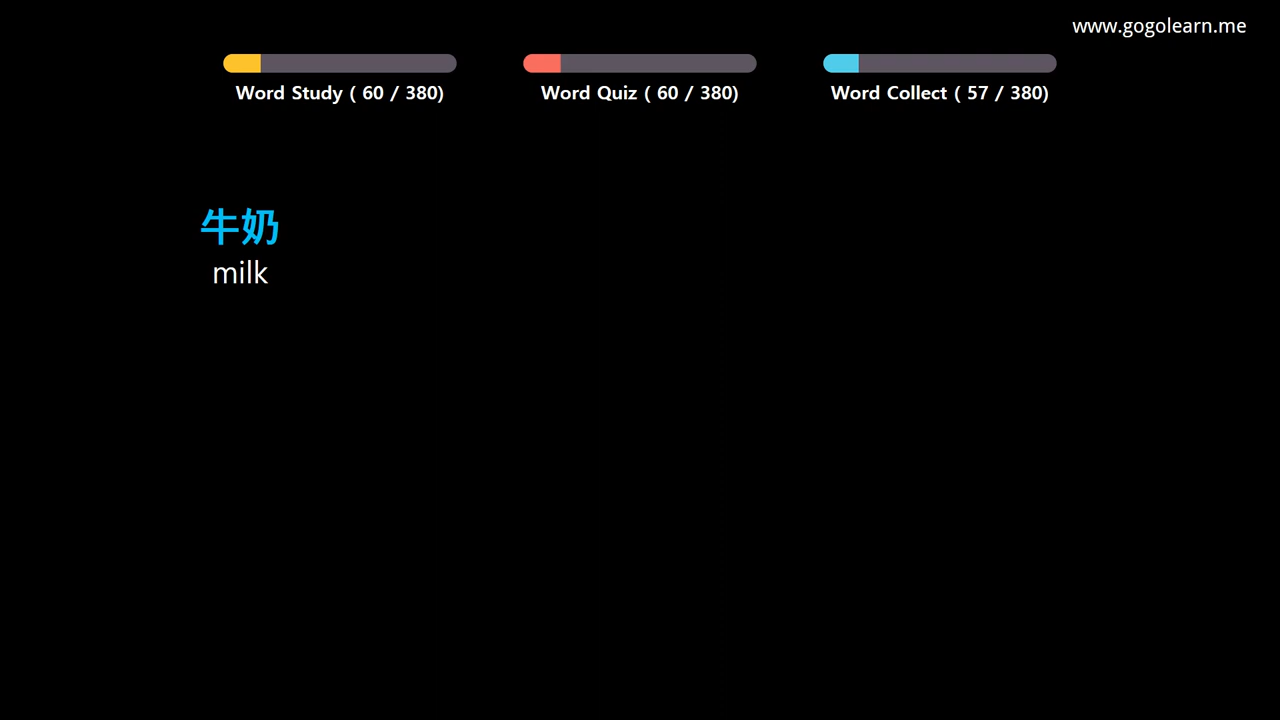 www.gogolearn.me
Word Study ( 60 / 380)
Word Quiz ( 60 / 380)
Word Collect ( 57 / 380)
牛奶
milk